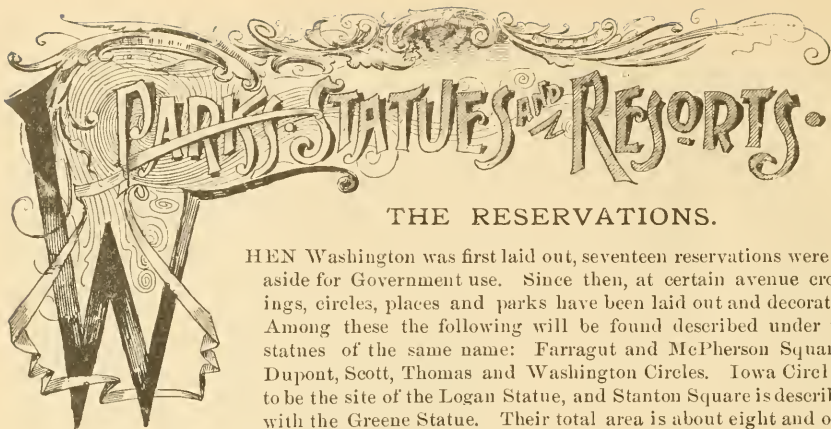 PARKS · STATUES AND RESORTS ·
THE RESERVATIONS.
WHEN Washington was first laid out, seventeen reservations were
aside for Government use. Since then, at certain avenue cro
ings, circles, places and parks have been laid out and decorat
Among these the following will be found described under
statnes of the same name: Farragut and McPherson Squar
Dupont, Scott, Thomas and Washington Circles. Iowa Circl
to be the site of the Logan Statue, and Stanton Square is describ
with the Greene Statue. Their total area is about eight and o